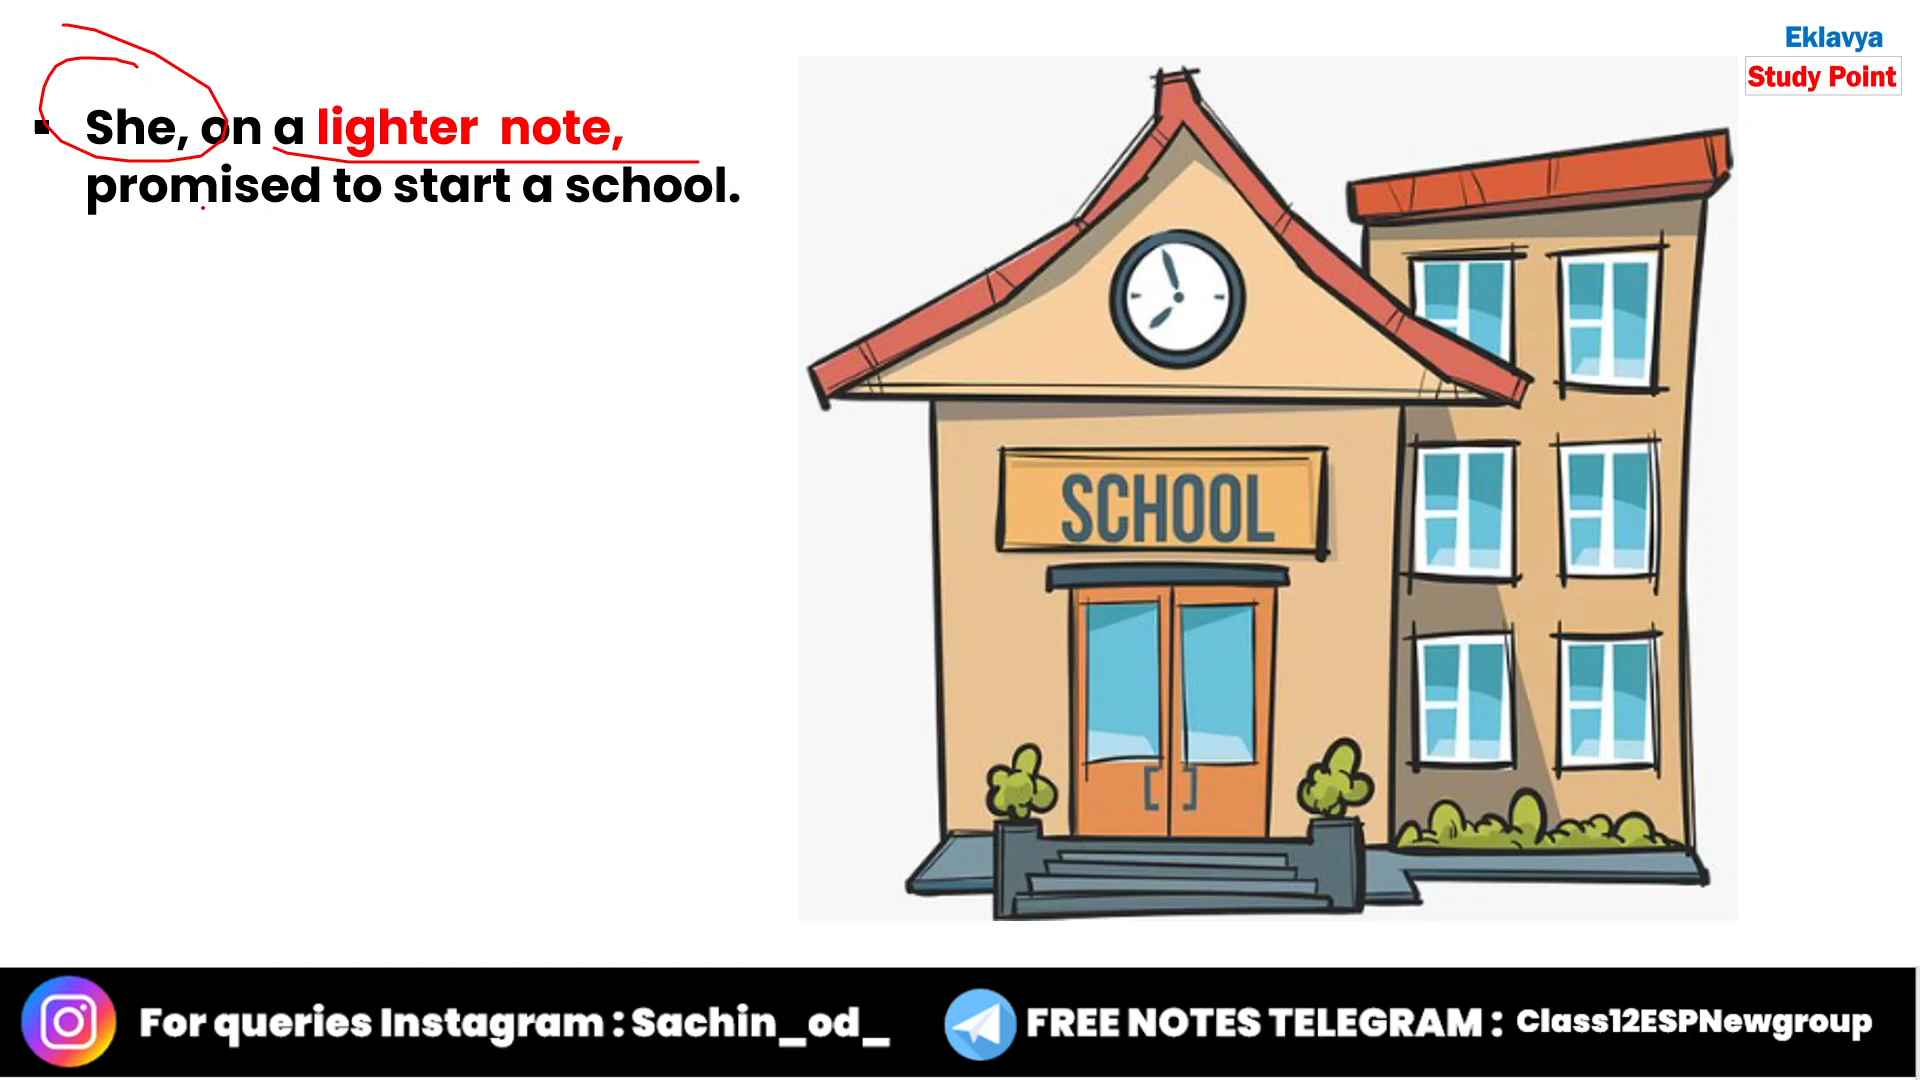 Eklavya
Study Point
▪ She, on a lighter note,
promised to start a school.
SCHOOL
For queries Instagram : Sachin_od_
FREE NOTES TELEGRAM : Class12ESPNewgroup